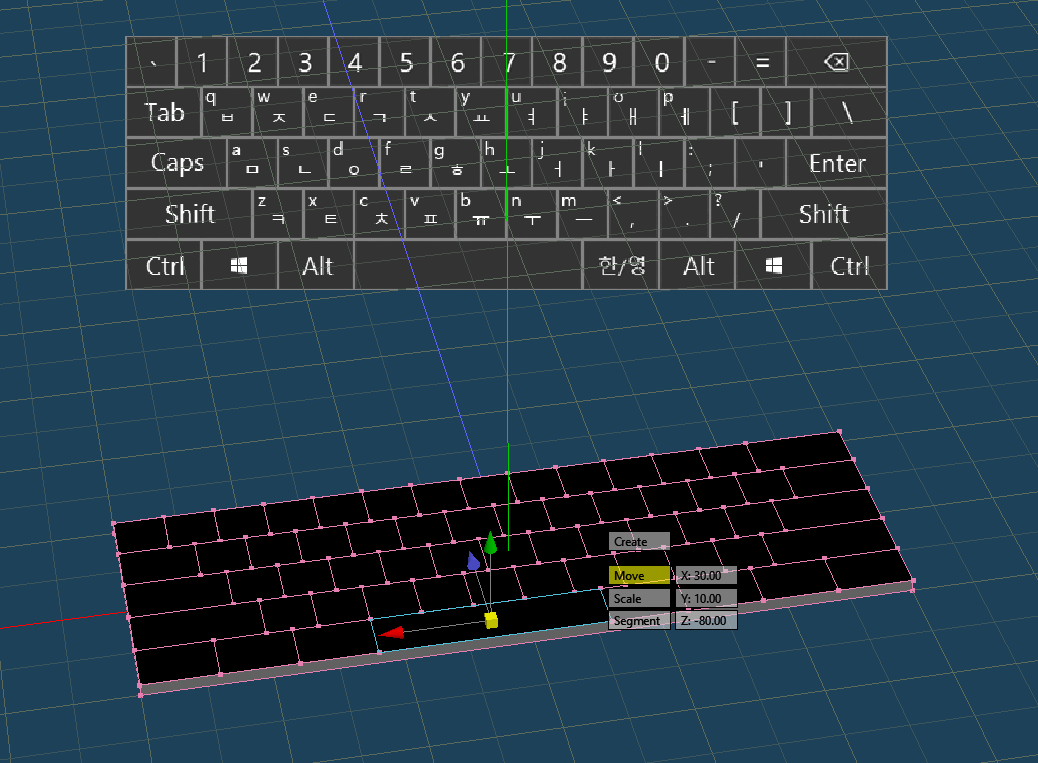 ` 1 2 3 4 5 6 7 8 9 0 - =
Tab q ㅂ w ㅈ e ㄷ r ㄱ t ㅅ y ㅛ u ㅕ i ㅑ o ㅐ p ㅔ [ ] \
Caps a ㅁ s ㄴ d ㅇ f ㄹ g ㅎ h ㅗ j ㅓ k ㅏ l ㅣ : ; ' Enter
Shift z ㅋ x ㅌ c ㅊ v ㅍ b ㅠ n ㅜ m ㅡ < , > . ? / Shift
Ctrl Alt 한/영 Alt Ctrl
Create
Move X: 30.00
Scale Y: 10.00
Segment Z: -80.00